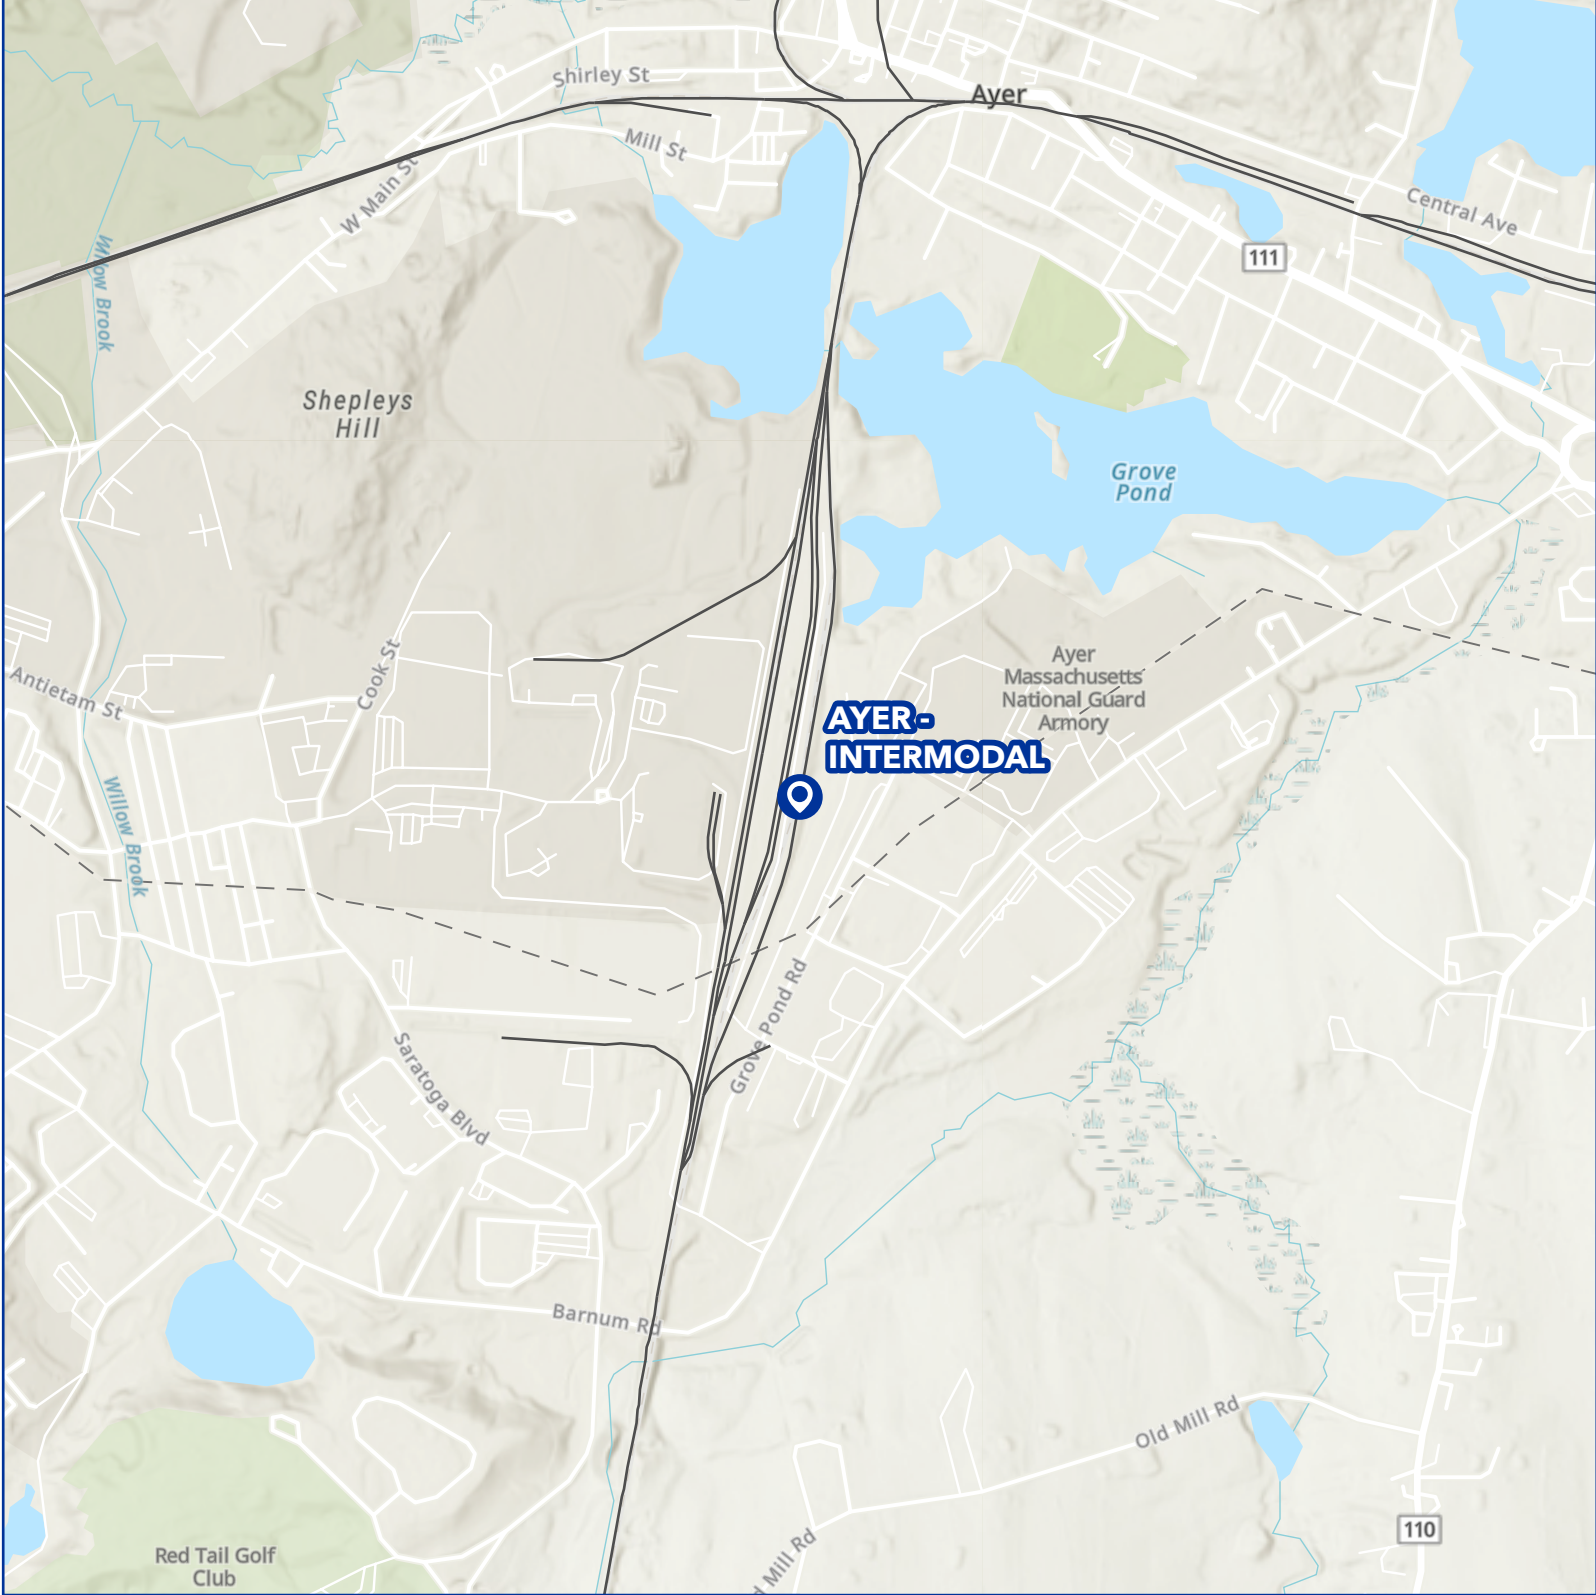 Shirley St
Ayer
Mill St
W Main St
Central Ave
111
Willow Brook
Shepleys
Hill
Grove
Pond
Cook St
Antietam St
Ayer
Massachusetts
National Guard
Armory
AYER -
INTERMODAL
Willow Brook
Grove Pond Rd
Saratoga Blvd
Barnum Rd
Old Mill Rd
110
Red Tail Golf
Club
d Mill Rd